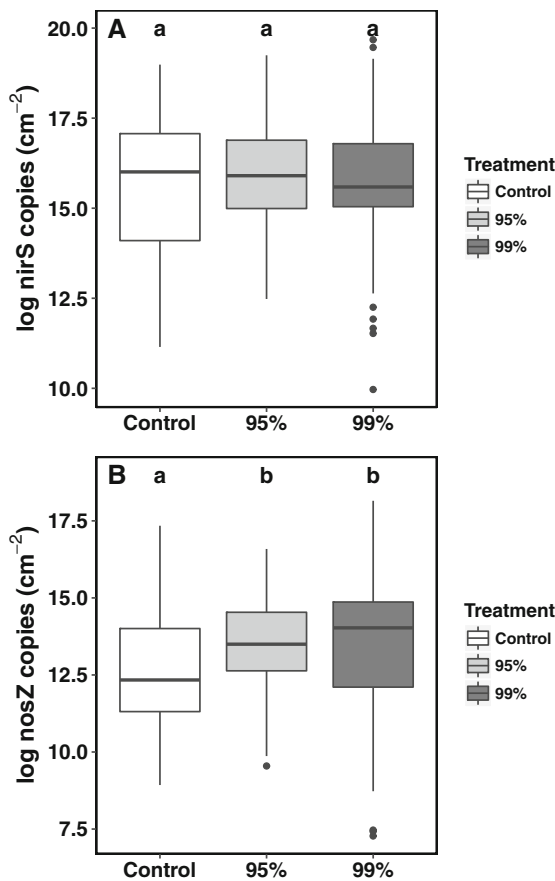 A a a a
20.0
17.5
15.0
12.5
10.0
log nirS copies (cm⁻²)
Control 95% 99%
Treatment
Control
95%
99%
B a b b
17.5
15.0
12.5
10.0
7.5
log nosZ copies (cm⁻²)
Control 95% 99%
Treatment
Control
95%
99%